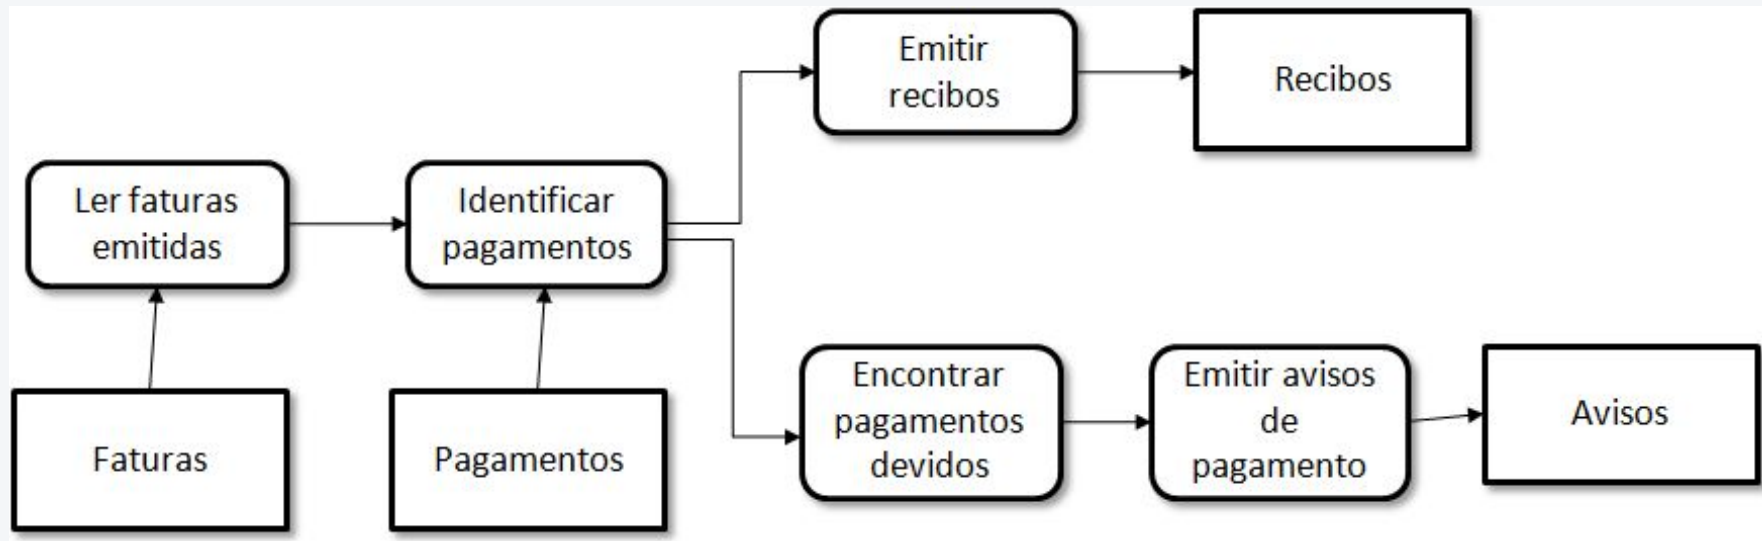 Emitir
recibos
Recibos
Ler faturas
emitidas
Identificar
pagamentos
Faturas
Pagamentos
Encontrar
pagamentos
devidos
Emitir avisos
de
pagamento
Avisos